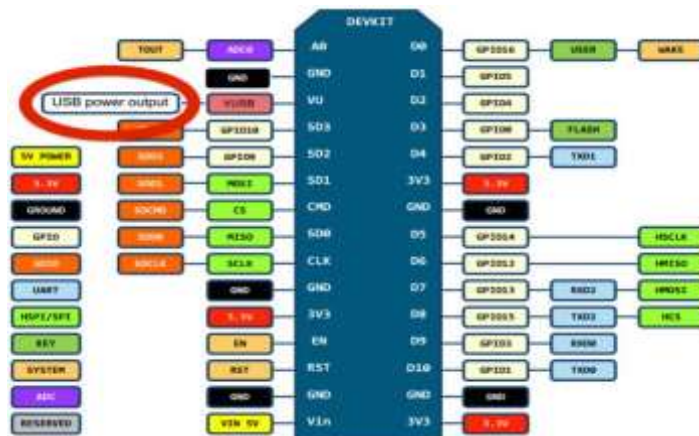 DEVKIT
TOUT ADC0 A0 D0 GPIO16 USER WAKE
GND GND D1 GPIO5
USB power output VUSB VU D2 GPIO4
GPIO10 SD3 D3 GPIO0 FLASH
GPIO9 SD2 D4 GPIO2 TXD1
5V POWER
MOSI SD1 3V3 3.3V
3.3V
CS CMD GND GND
GROUND SDCMD
MISO SD0 D5 GPIO14 HSCLK
GPIO SDD0
SCLK CLK D6 GPIO12 HMISO
SDIO SDCLK
UART GND GND D7 GPIO13 RXD2 HMOSI
HSPI/SPI 3.3V 3V3 D8 GPIO15 TXD2 HCS
KEY EN EN D9 GPIO3 RXD0
SYSTEM RST RST D10 GPIO1 TXD0
ADC GND GND GND GND
RESERVED VIN 5V Vin 3V3 3.3V